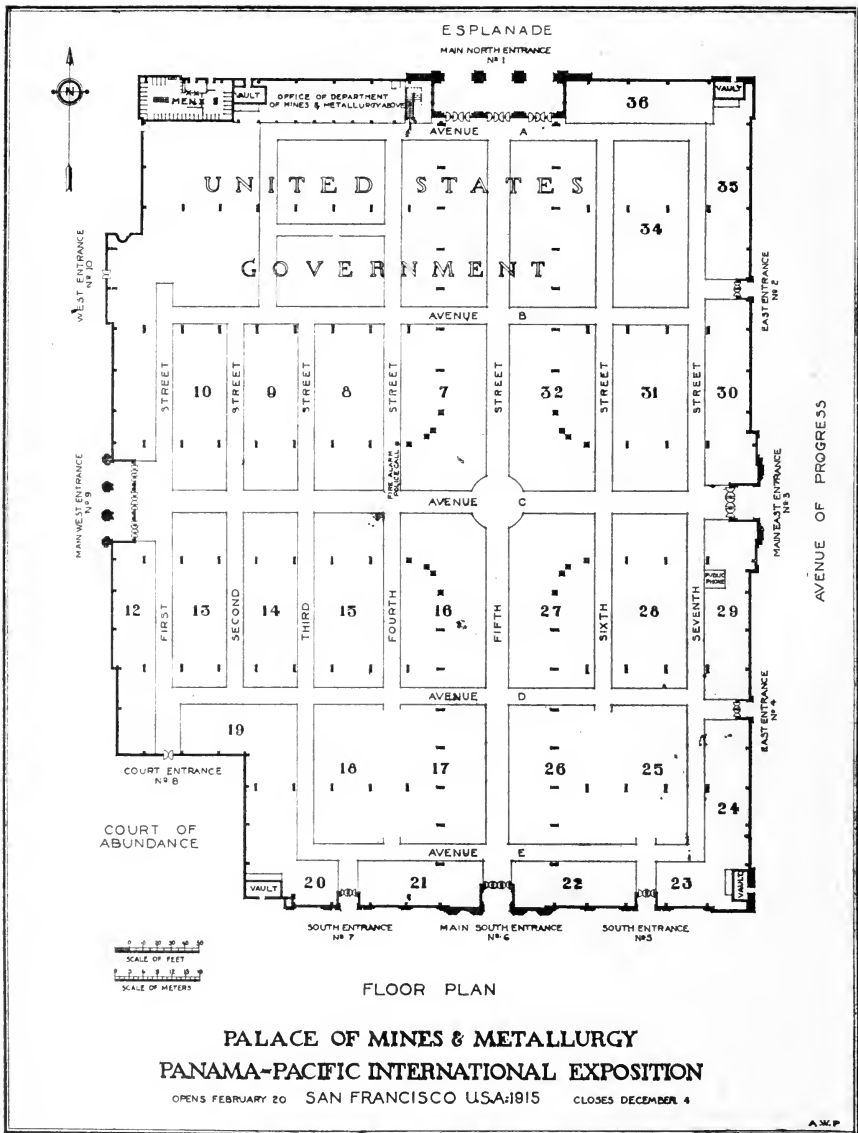 ESPLANADE
MAIN NORTH ENTRANCE
Nº 1
N
MEN
VAULT
OFFICE OF DEPARTMENT
OF MINES & METALLURGY ABOVE
36
VAULT
AVENUE A
UNITED STATES
35
34
WEST ENTRANCE
Nº 10
GOVERNMENT
EAST ENTRANCE
Nº 2
AVENUE B
STREET
10
STREET
9
STREET
8
STREET
7
STREET
32
STREET
31
STREET
30
FIRE ALARM
POLICE CALL
MAIN WEST ENTRANCE
Nº 9
AVENUE C
MAIN EAST ENTRANCE
Nº 3
AVENUE OF PROGRESS
PUBLIC
PHONE
12
FIRST
13
SECOND
14
THIRD
15
FOURTH
16
FIFTH
27
SIXTH
28
SEVENTH
29
AVENUE D
EAST ENTRANCE
Nº 4
19
18
17
26
25
24
COURT ENTRANCE
Nº 8
COURT OF
ABUNDANCE
AVENUE E
VAULT
20
21
22
23
VAULT
SOUTH ENTRANCE
Nº 7
MAIN SOUTH ENTRANCE
Nº 6
SOUTH ENTRANCE
Nº 5
0 10 20 30 40 50
SCALE OF FEET
SCALE OF METERS
FLOOR PLAN
PALACE OF MINES & METALLURGY
PANAMA-PACIFIC INTERNATIONAL EXPOSITION
OPENS FEBRUARY 20 SAN FRANCISCO U.S.A:1915 CLOSES DECEMBER 4
A.W.P